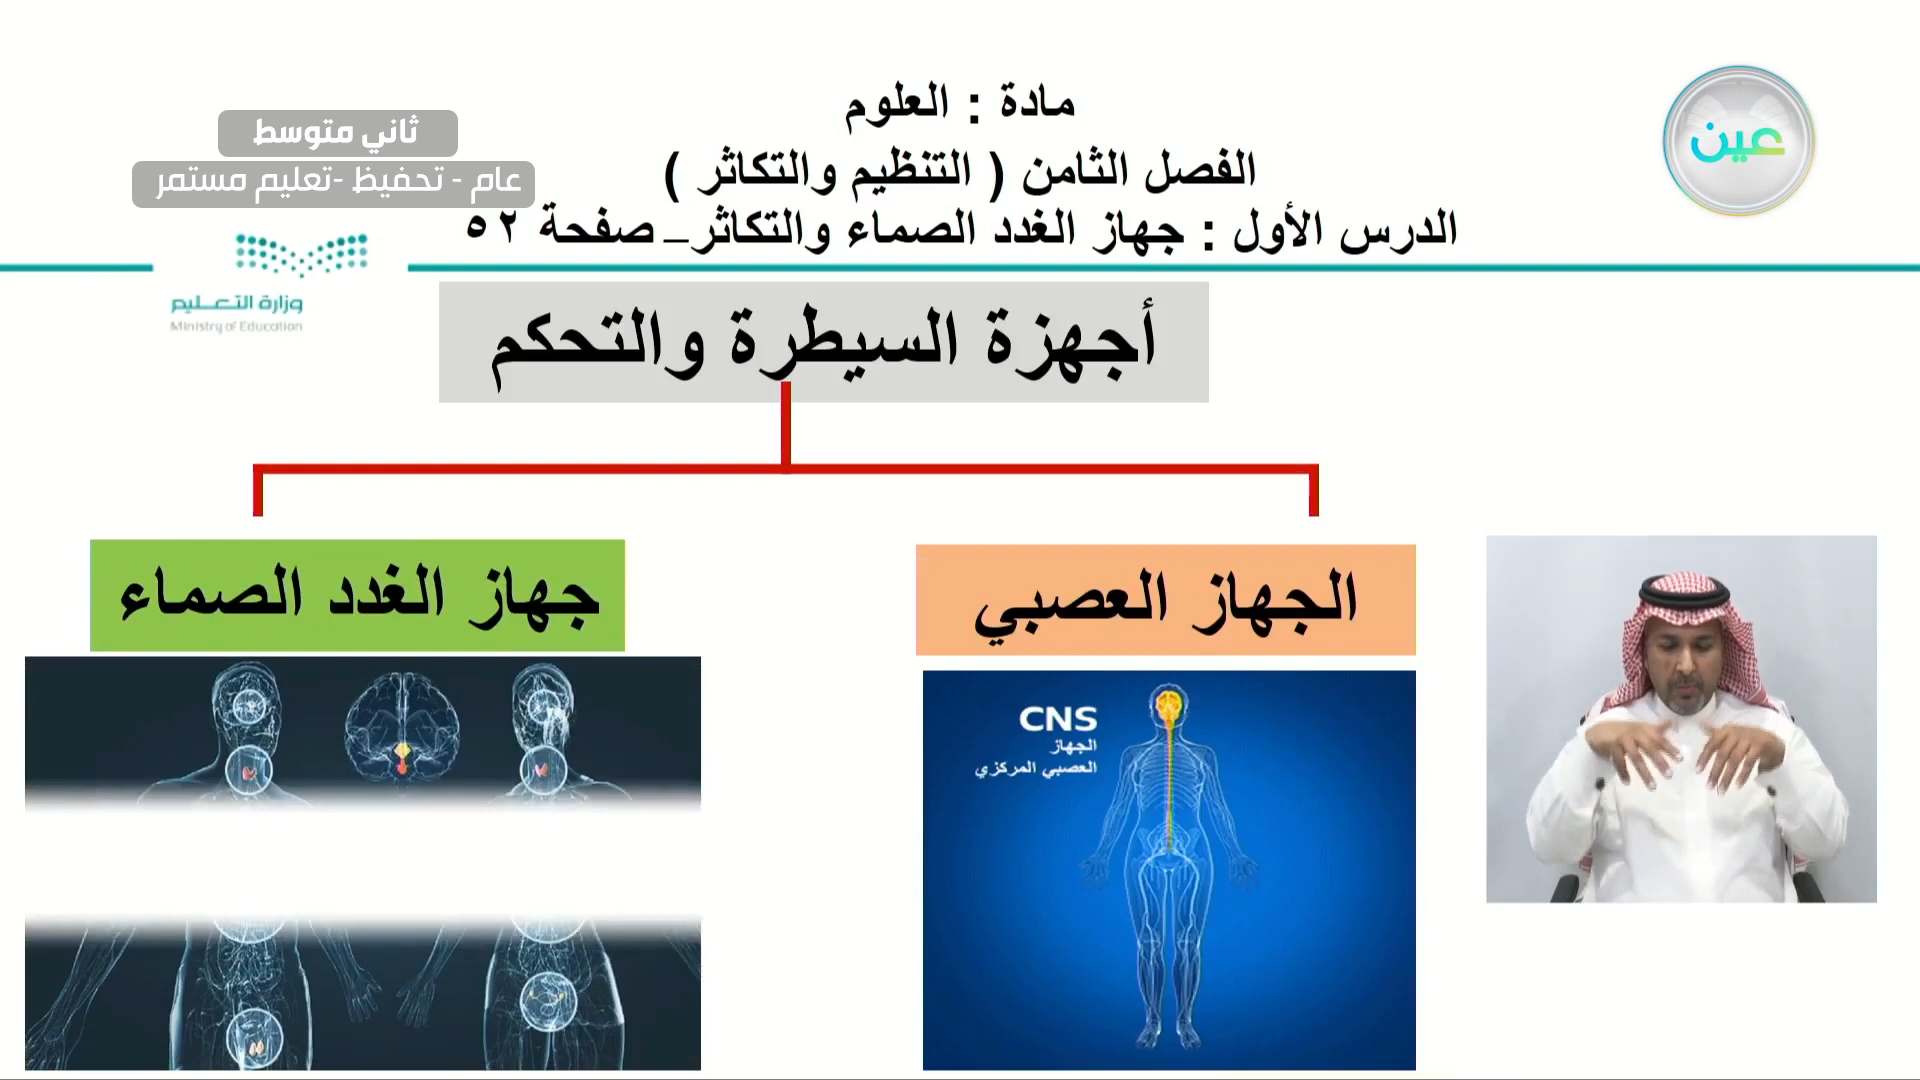 مادة : العلوم
عين
ثاني متوسط
الفصل الثامن ( التنظيم والتكاثر )
عام - تحفيظ -تعليم مستمر
الدرس الأول : جهاز الغدد الصماء والتكاثر– صفحة ٥٢
وزارة التعليم
Ministry of Education
أجهزة السيطرة والتحكم
الجهاز العصبي
جهاز الغدد الصماء
CNS
الجهاز
العصبي المركزي